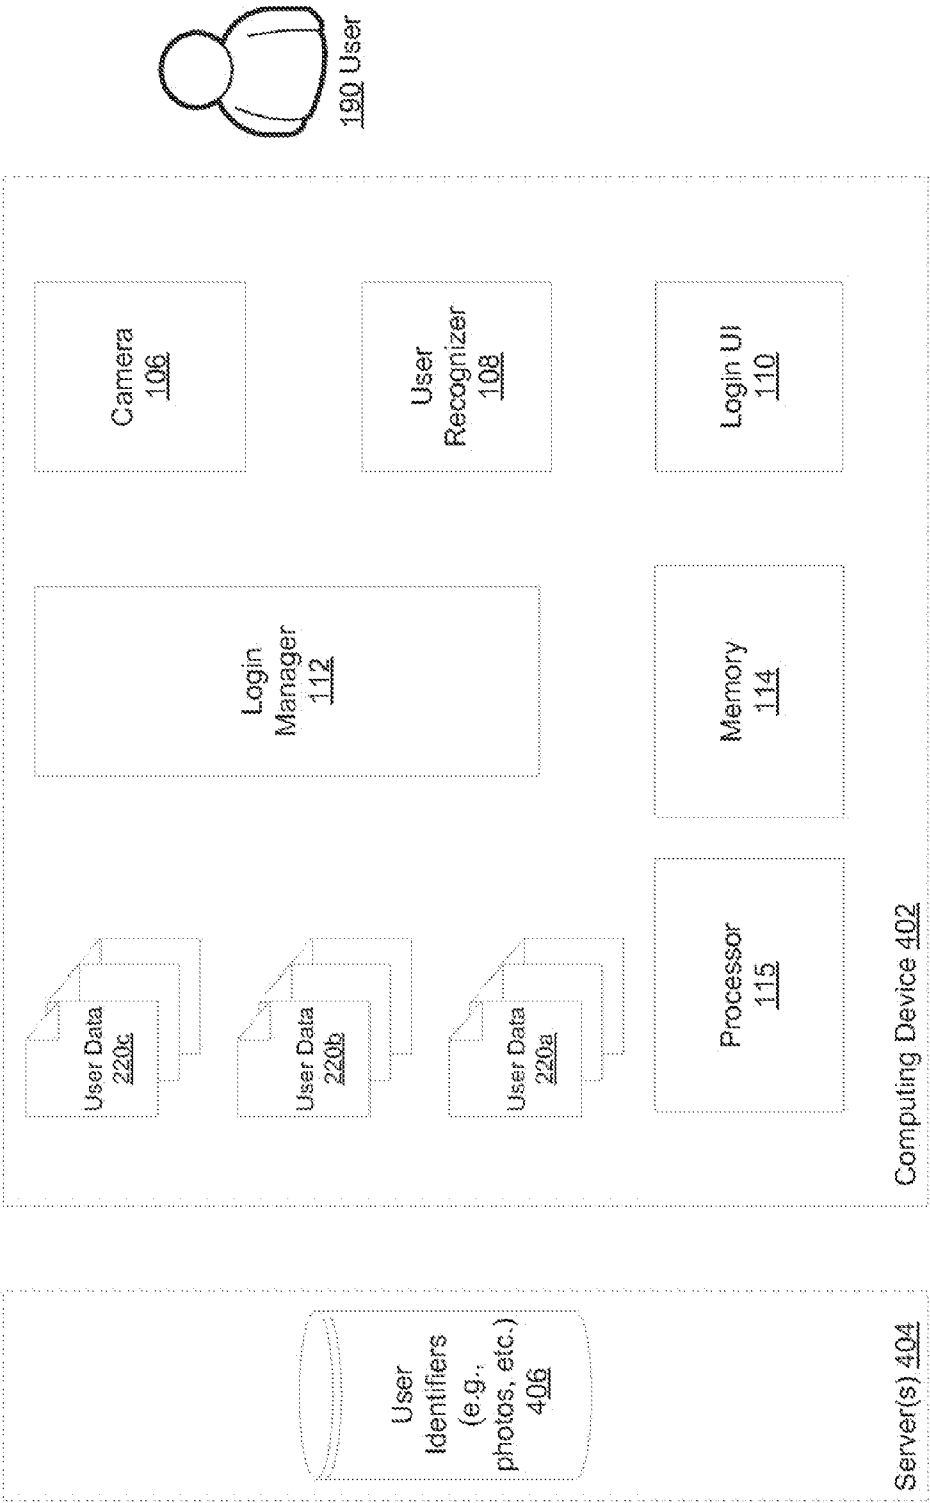 User
Identifiers
(e.g.,
photos, etc.)
406
Server(s) 404
User Data
220c
User Data
220b
User Data
220a
Login
Manager
112
Camera
106
User
Recognizer
108
Processor
115
Memory
114
Login UI
110
Computing Device 402
190 User